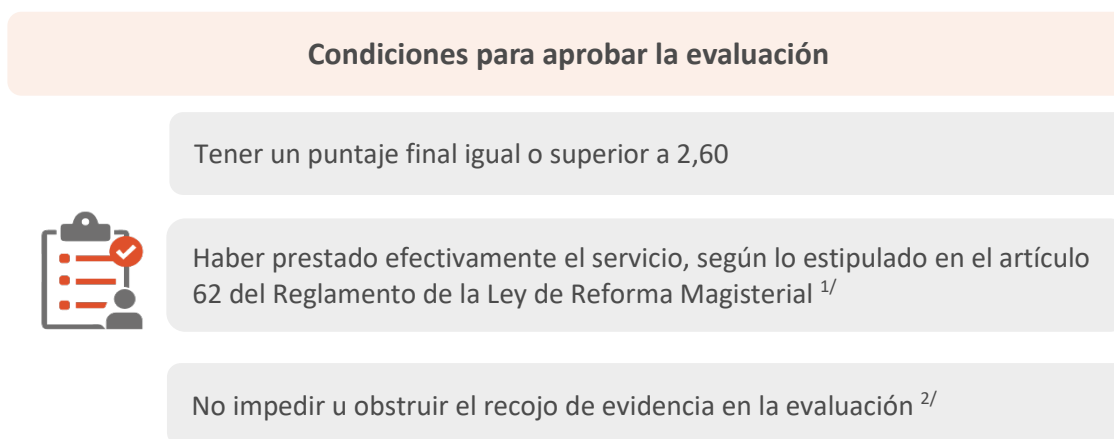 Condiciones para aprobar la evaluación
Tener un puntaje final igual o superior a 2,60
Haber prestado efectivamente el servicio, según lo estipulado en el artículo
62 del Reglamento de la Ley de Reforma Magisterial 1/
No impedir u obstruir el recojo de evidencia en la evaluación 2/